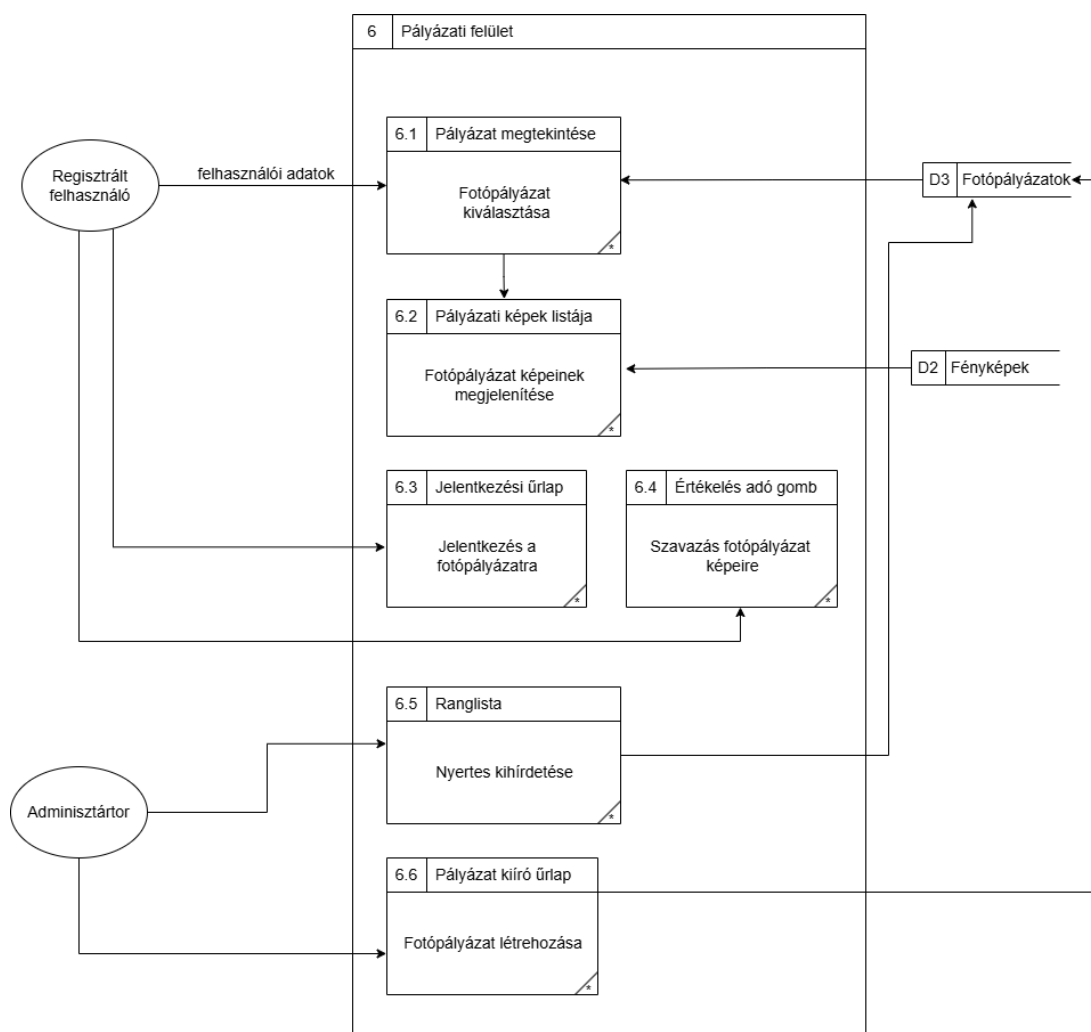 6 Pályázati felület
6.1 Pályázat megtekintése
Regisztrált
felhasználó
felhasználói adatok
Fotópályázat
kiválasztása
*
D3 Fotópályázatok
6.2 Pályázati képek listája
Fotópályázat képeinek
megjelenítése
*
D2 Fényképek
6.3 Jelentkezési űrlap
Jelentkezés a
fotópályázatra
*
6.4 Értékelés adó gomb
Szavazás fotópályázat
képeire
*
6.5 Ranglista
Nyertes kihírdetése
*
Adminisztártor
6.6 Pályázat kiíró űrlap
Fotópályázat létrehozása
*